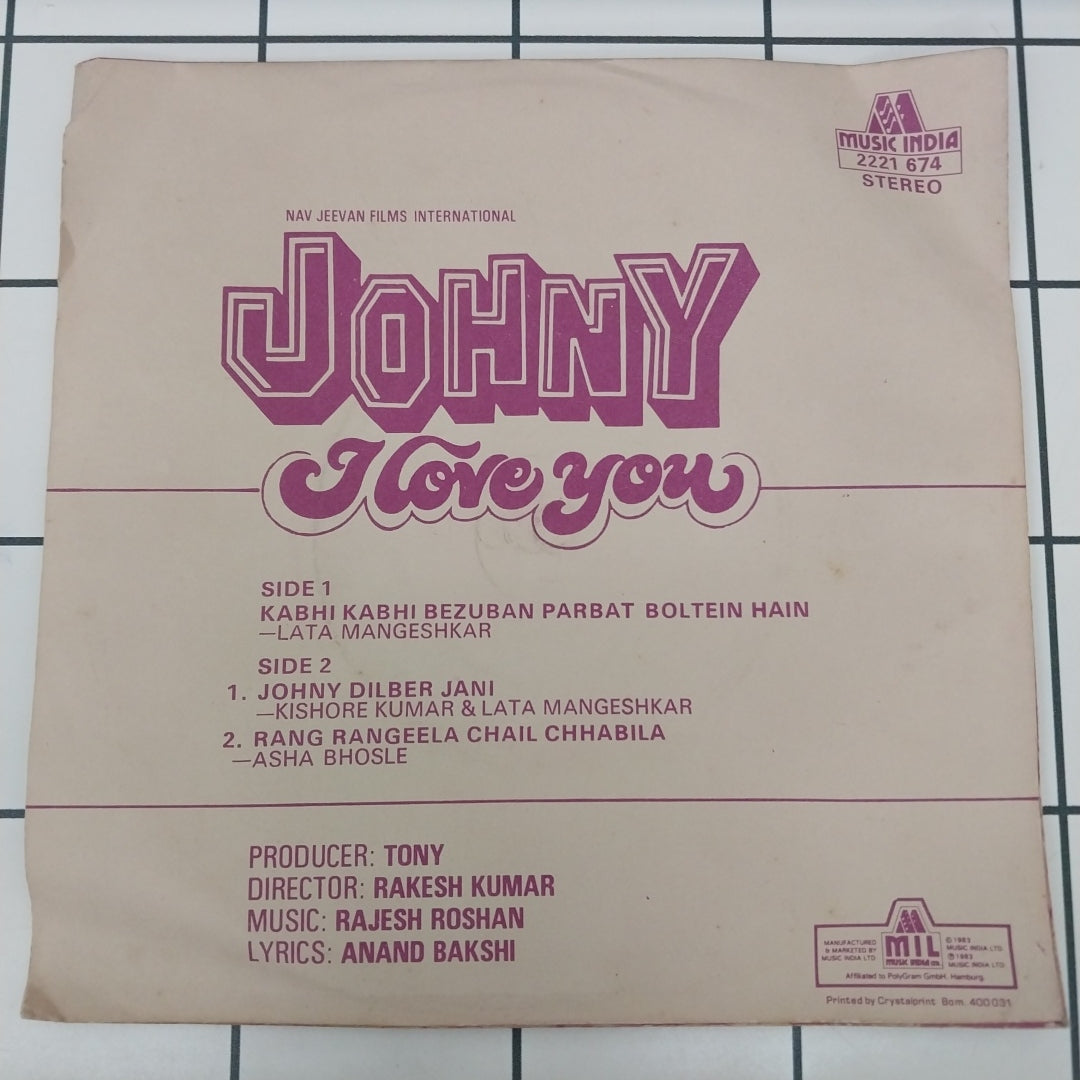 MUSIC INDIA
2221 674
STEREO
NAV JEEVAN FILMS INTERNATIONAL
JOHNY
I love you
SIDE 1
KABHI KABHI BEZUBAN PARBAT BOLTEIN HAIN
—LATA MANGESHKAR
SIDE 2
1. JOHNY DILBER JANI
—KISHORE KUMAR & LATA MANGESHKAR
2. RANG RANGEELA CHAIL CHHABILA
—ASHA BHOSLE
PRODUCER: TONY
DIRECTOR: RAKESH KUMAR
MUSIC: RAJESH ROSHAN
LYRICS: ANAND BAKSHI
MANUFACTURED
& MARKETED BY
MUSIC INDIA LTD
MIL
MUSIC INDIA LTD.
© 1983
MUSIC INDIA LTD.
℗ 1983
MUSIC INDIA LTD
Affiliated to PolyGram GmbH. Hamburg.
Printed by Crystalprint Bom. 400 031